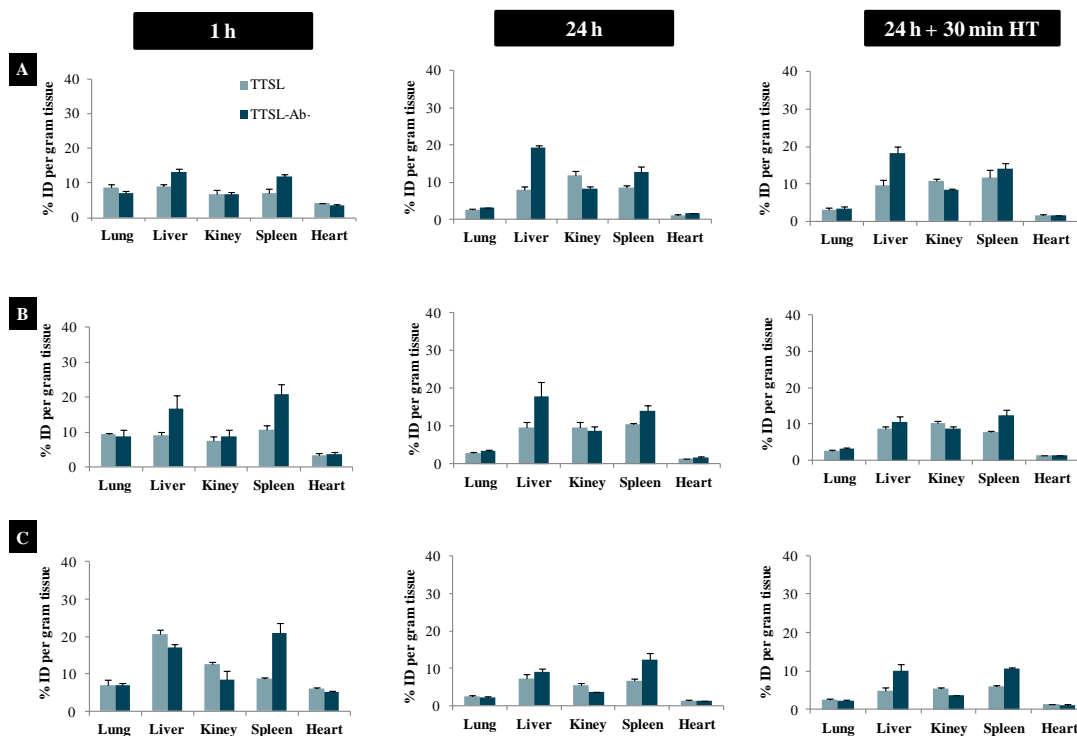 1 h
24 h
24 h + 30 min HT
A
% ID per gram tissue
40
30
20
10
0
TTSL
TTSL-Ab-
Lung Liver Kiney Spleen Heart
% ID per gram tissue
40
30
20
10
0
Lung Liver Kiney Spleen Heart
% ID per gram tissue
40
30
20
10
0
Lung Liver Kiney Spleen Heart
B
% ID per gram tissue
40
30
20
10
0
Lung Liver Kiney Spleen Heart
% ID per gram tissue
40
30
20
10
0
Lung Liver Kiney Spleen Heart
% ID per gram tissue
40
30
20
10
0
Lung Liver Kiney Spleen Heart
C
% ID per gram tissue
40
30
20
10
0
Lung Liver Kiney Spleen Heart
% ID per gram tissue
40
30
20
10
0
Lung Liver Kiney Spleen Heart
% ID per gram tissue
40
30
20
10
0
Lung Liver Kiney Spleen Heart